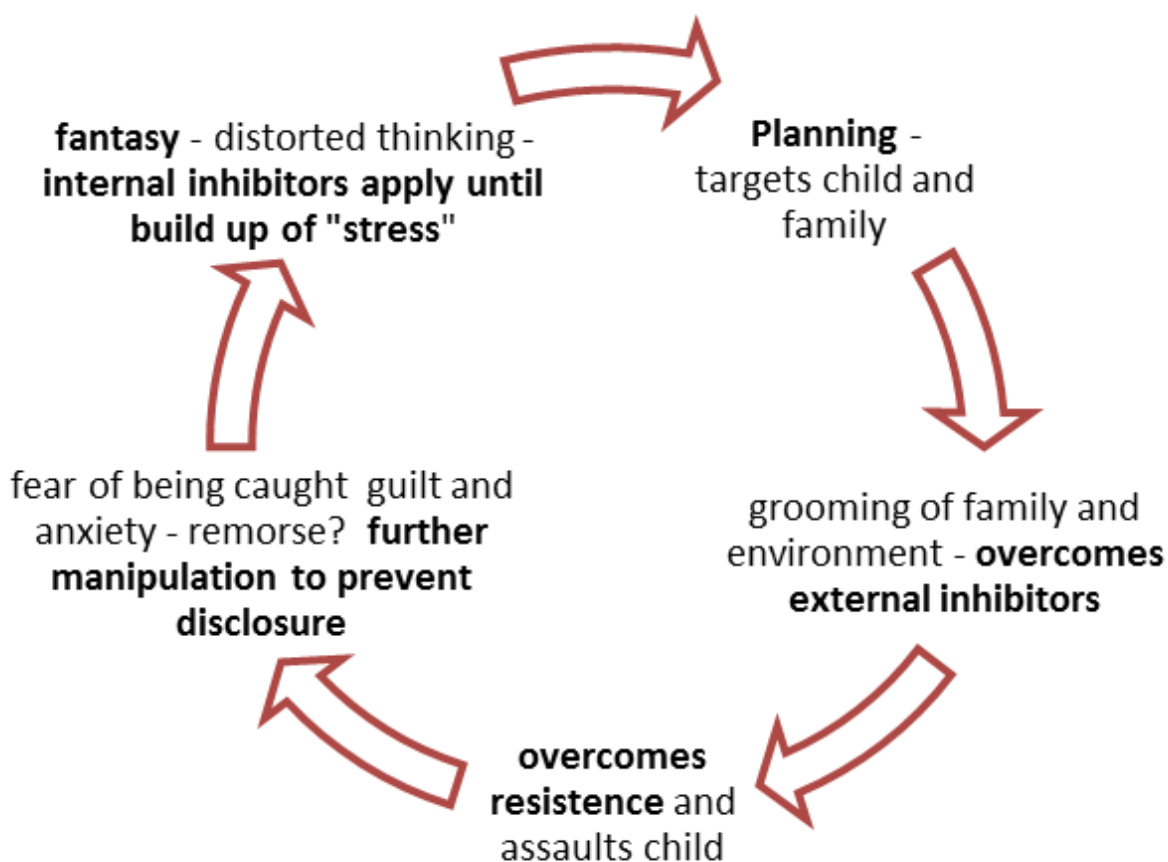 fantasy - distorted thinking -
internal inhibitors apply until
build up of "stress"
Planning -
targets child and
family
grooming of family and
environment - overcomes
external inhibitors
overcomes
resistence and
assaults child
fear of being caught  guilt and
anxiety - remorse?  further
manipulation to prevent
disclosure